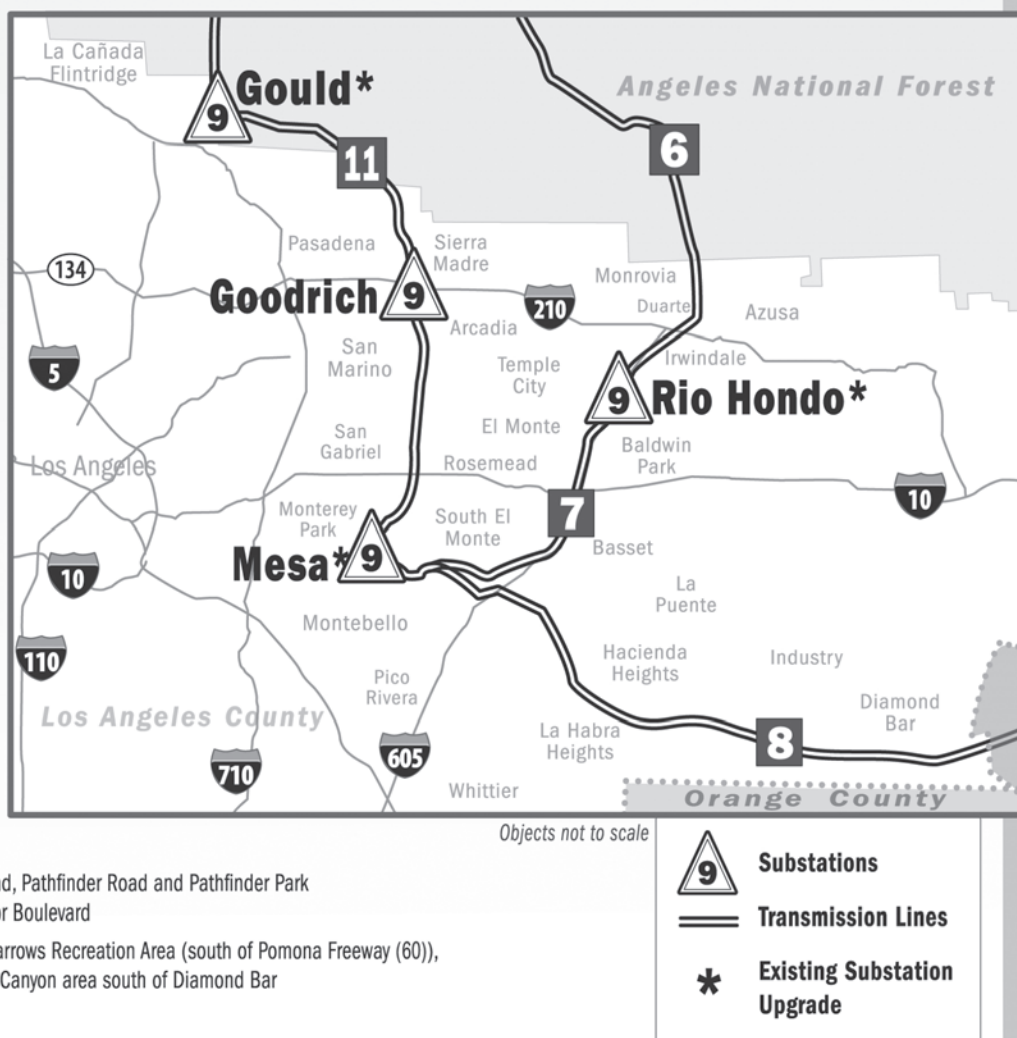 La Cañada
Flintridge
Gould*
9
Angeles National Forest
11
6
Pasadena
Sierra
Madre
134
Goodrich
9
210
Monrovia
Duarte
Azusa
Arcadia
5
San
Marino
Temple
City
Irwindale
9
Rio Hondo*
El Monte
San
Gabriel
Baldwin
Park
Los Angeles
Rosemead
10
Monterey
Park
South El
Monte
7
Mesa*
9
Basset
10
La
Puente
Montebello
110
Hacienda
Heights
Industry
Pico
Rivera
Diamond
Bar
Los Angeles County
La Habra
Heights
8
710
605
Whittier
Orange County
Objects not to scale
9
Substations
Transmission Lines
*
Existing Substation
Upgrade
Pathfinder Road and Pathfinder Park
Boulevard
Recreation Area (south of Pomona Freeway (60)),
Canyon area south of Diamond Bar